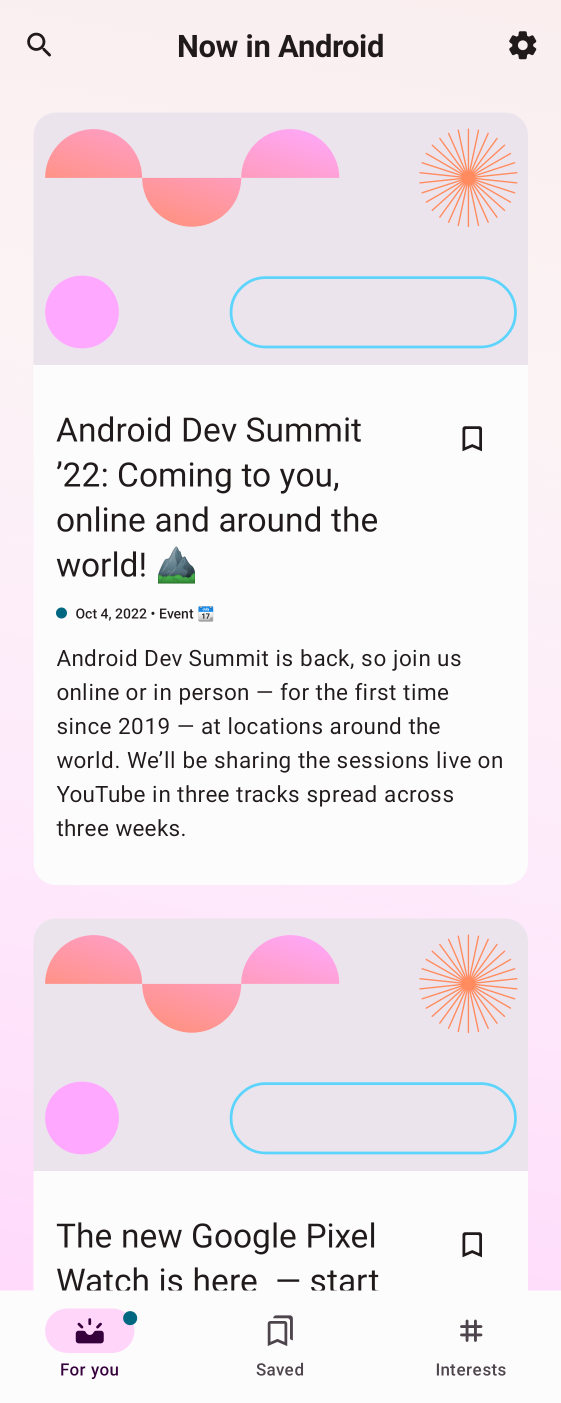 Now in Android
Android Dev Summit
’22: Coming to you,
online and around the
world! ⛰️
Oct 4, 2022 • Event 📆
Android Dev Summit is back, so join us
online or in person — for the first time
since 2019 — at locations around the
world. We’ll be sharing the sessions live on
YouTube in three tracks spread across
three weeks.
The new Google Pixel
Watch is here  — start
For you
Saved
Interests